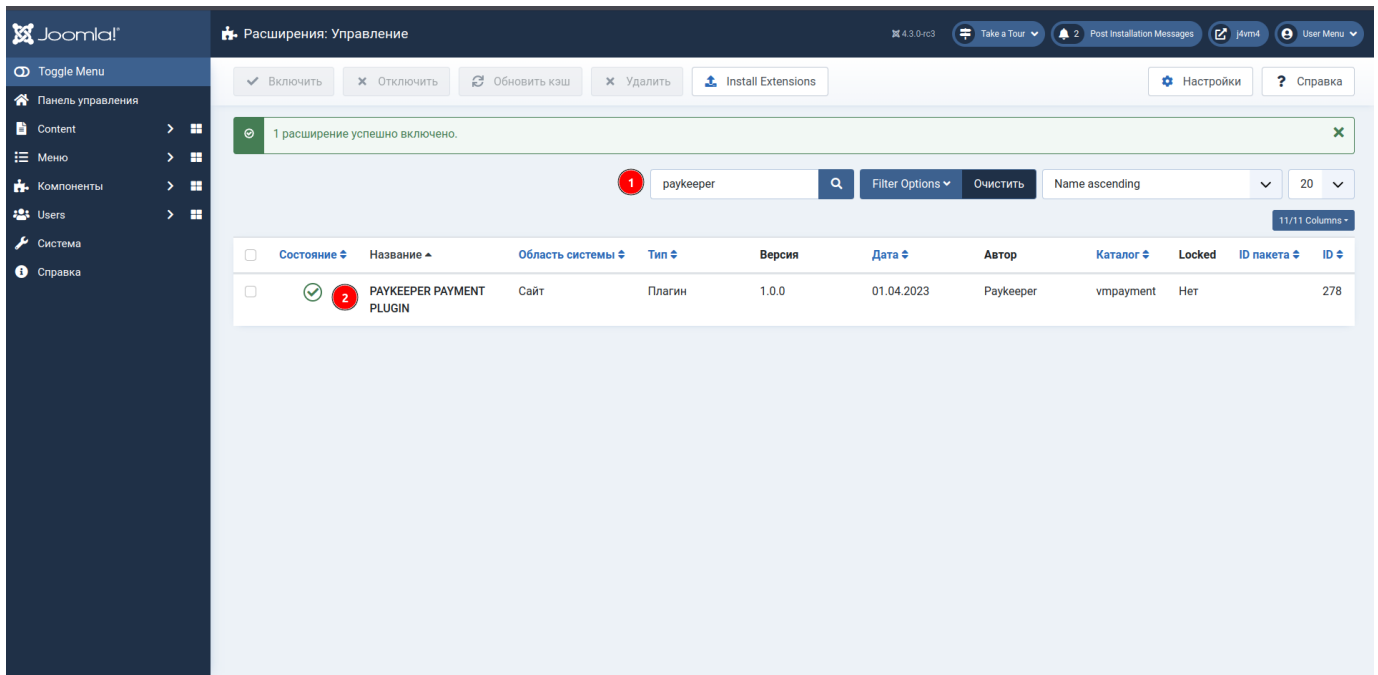 Joomla!®
Расширения: Управление
4.3.0-rc3
Take a Tour
2 Post Installation Messages
j4vm4
User Menu
Toggle Menu
Панель управления
Content
Меню
Компоненты
Users
Система
Справка
Включить
Отключить
Обновить кэш
Удалить
Install Extensions
Настройки
? Справка
1 расширение успешно включено.
1
paykeeper
Filter Options
Очистить
Name ascending
20
11/11 Columns
Состояние Название Область системы Тип Версия Дата Автор Каталог Locked ID пакета ID
2 PAYKEEPER PAYMENT Сайт Плагин 1.0.0 01.04.2023 Paykeeper vmpayment Нет 278
PLUGIN